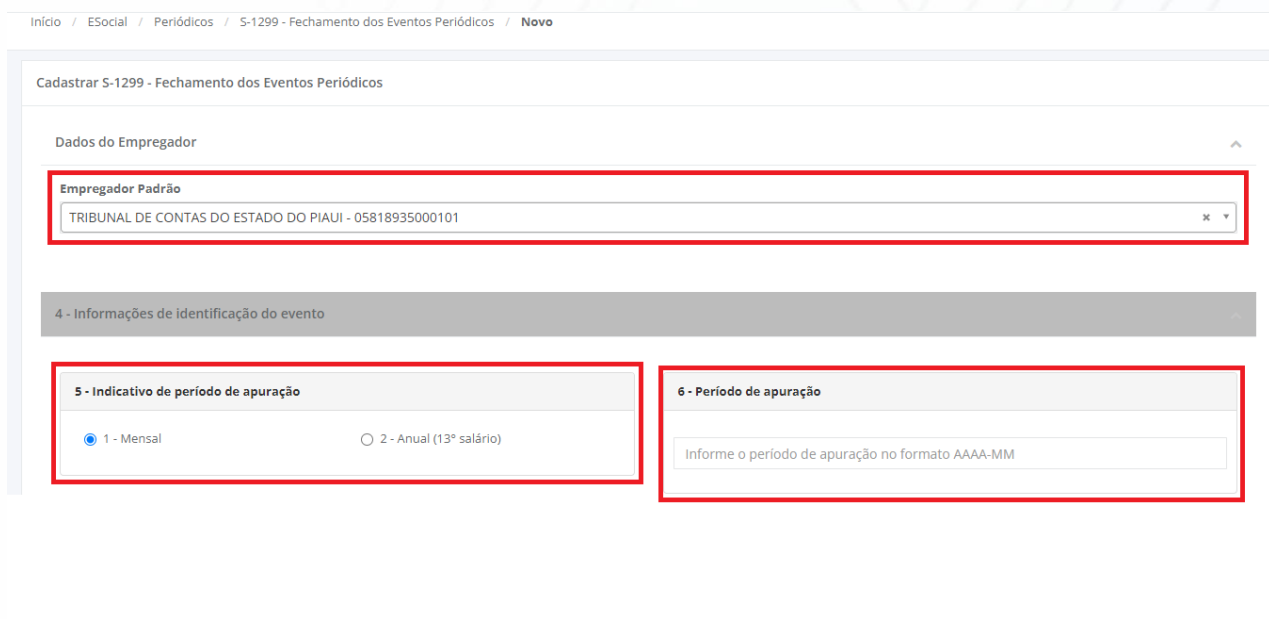 Início / ESocial / Periódicos / S-1299 - Fechamento dos Eventos Periódicos / Novo
Cadastrar S-1299 - Fechamento dos Eventos Periódicos
Dados do Empregador
Empregador Padrão
TRIBUNAL DE CONTAS DO ESTADO DO PIAUI - 05818935000101
4 - Informações de identificação do evento
5 - Indicativo de período de apuração
1 - Mensal
2 - Anual (13º salário)
6 - Período de apuração
Informe o período de apuração no formato AAAA-MM